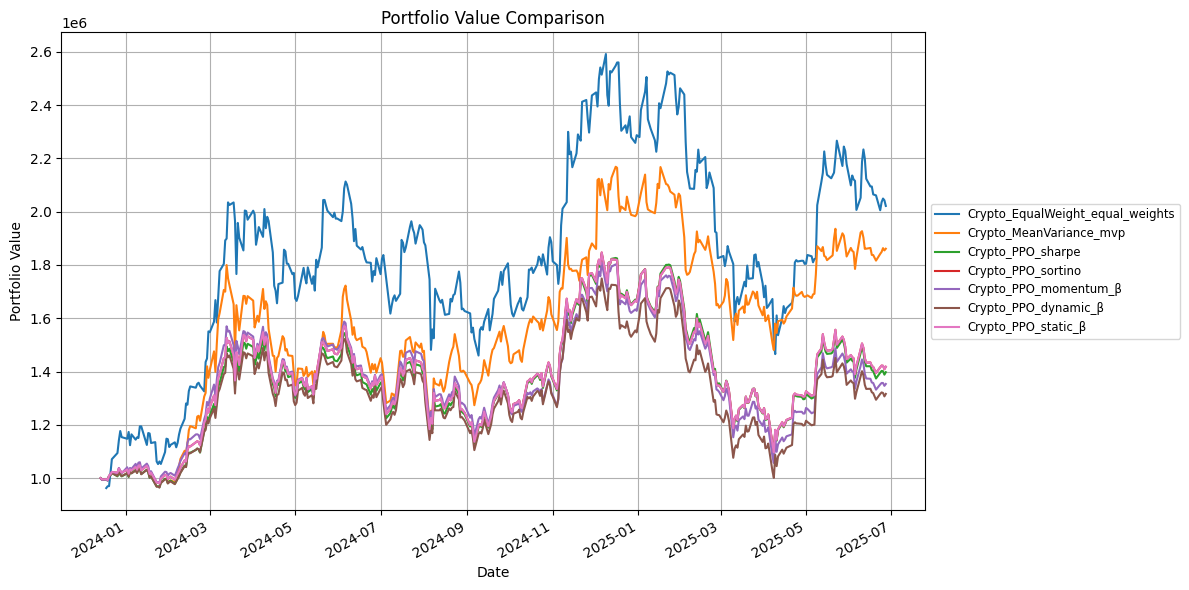 Portfolio Value Comparison
1e6
Portfolio Value
2.6
2.4
2.2
2.0
1.8
1.6
1.4
1.2
1.0
2024-01
2024-03
2024-05
2024-07
2024-09
2024-11
2025-01
2025-03
2025-05
2025-07
Date
Crypto_EqualWeight_equal_weights
Crypto_MeanVariance_mvp
Crypto_PPO_sharpe
Crypto_PPO_sortino
Crypto_PPO_momentum_β
Crypto_PPO_dynamic_β
Crypto_PPO_static_β